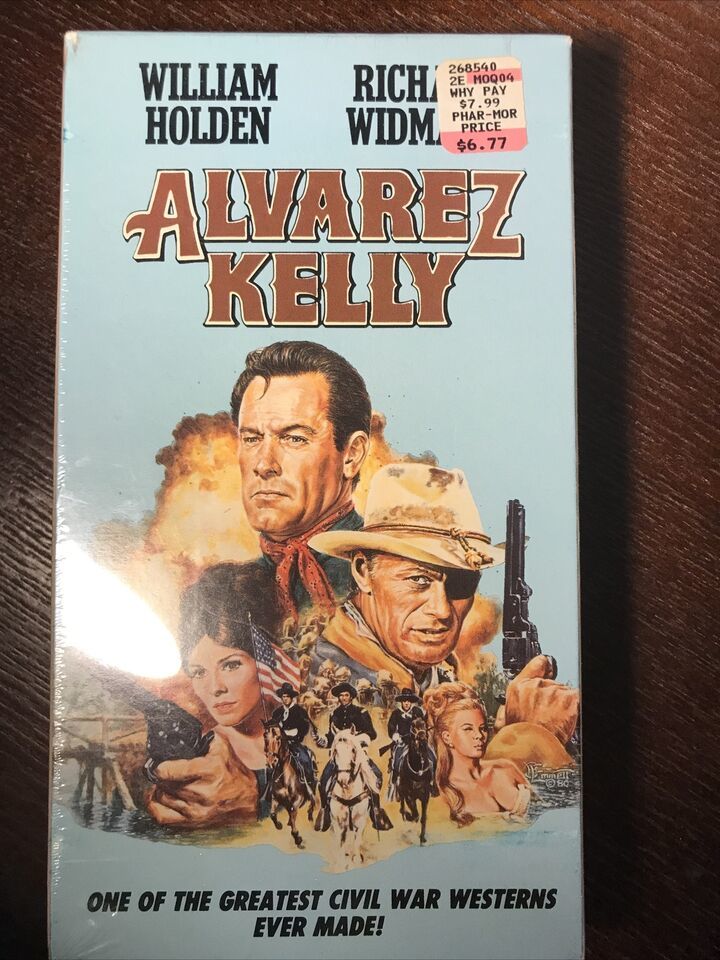 WILLIAM
HOLDEN
RICHA
WIDMA
268540
2E M0Q04
WHY PAY
$7.99
PHAR-MOR
PRICE
$6.77
ALVAREZ
KELLY
ONE OF THE GREATEST CIVIL WAR WESTERNS
EVER MADE!